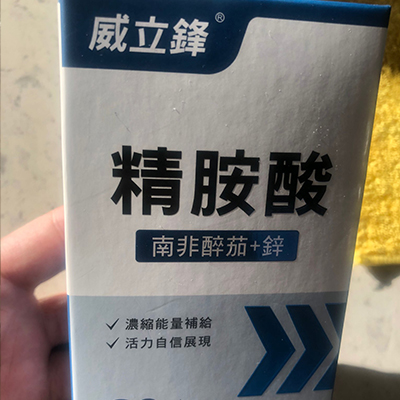 威立鋒®
精胺酸
南非醉茄+鋅
✓ 濃縮能量補給
✓ 活力自信展現